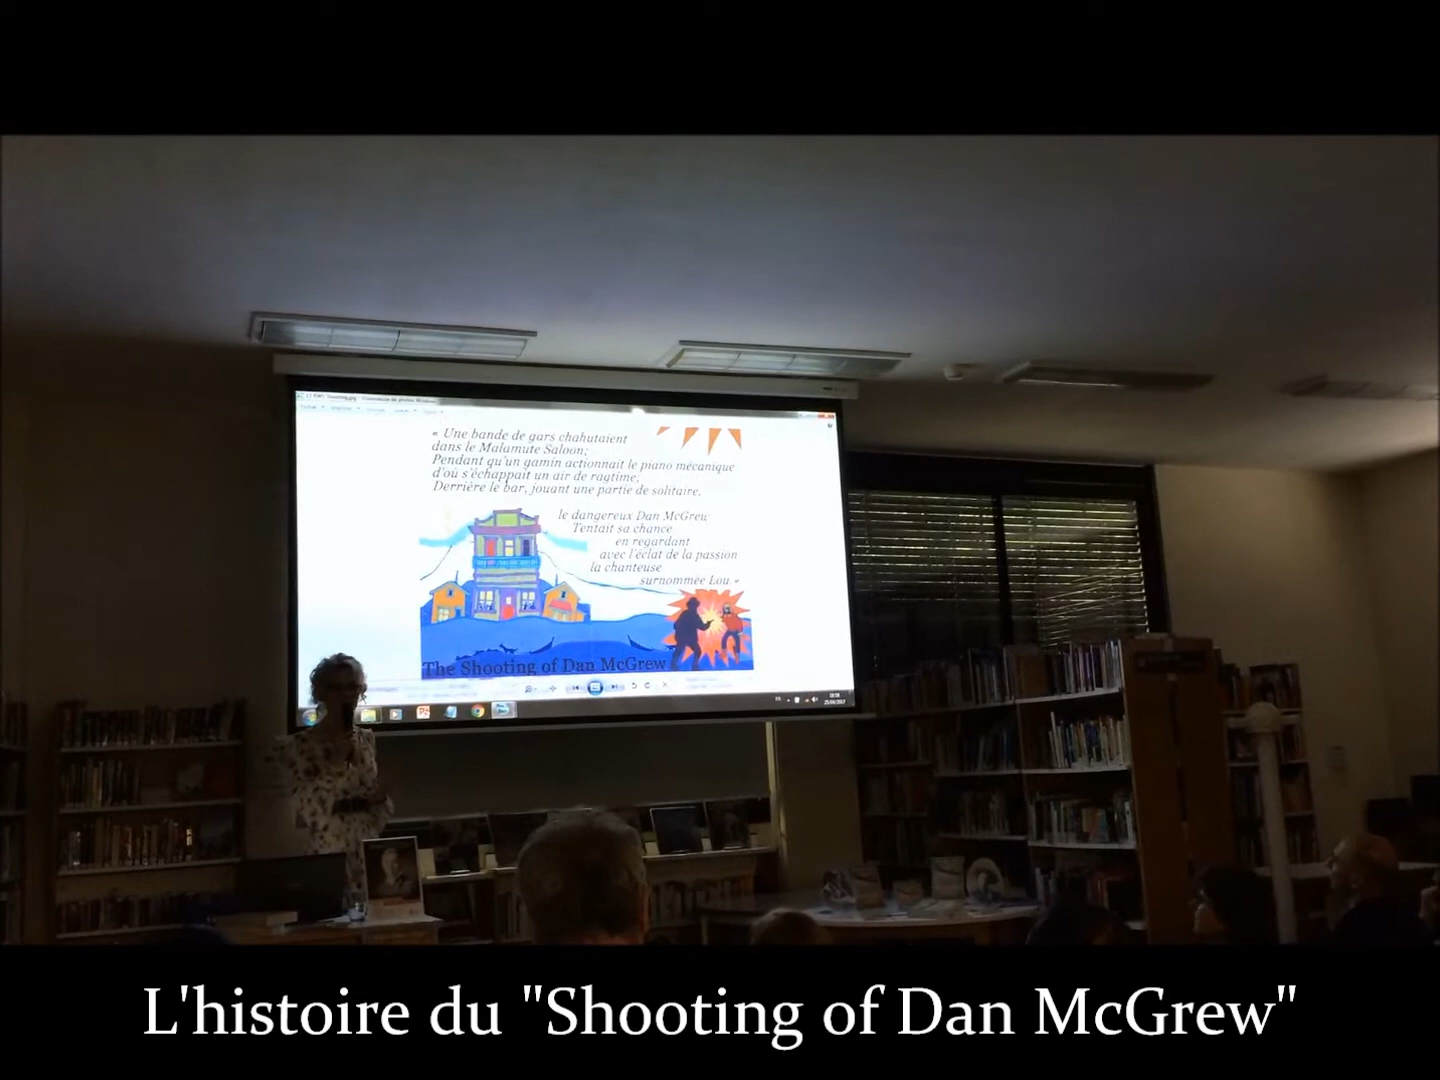 « Une bande de gars chahutaient
dans le Malamute Saloon;
Pendant qu'un gamin actionnait le piano mécanique
d'où s'échappait un air de ragtime;
Derrière le bar, jouant une partie de solitaire,
le dangereux Dan McGrew
Tentait sa chance
en regardant
avec l'éclat de la passion
la chanteuse
surnommée Lou. »
The Shooting of Dan McGrew
L'histoire du "Shooting of Dan McGrew"